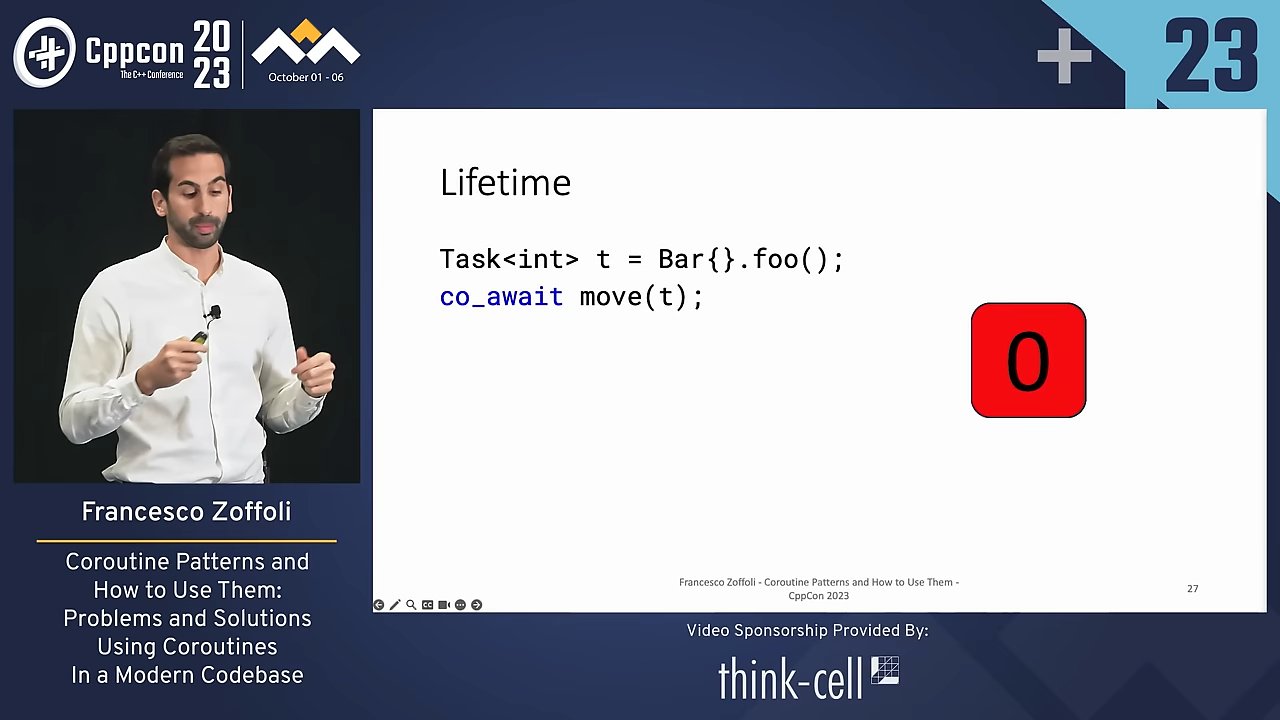 Cppcon
The C++ Conference
20
23
October 01 - 06
23
Lifetime
Task<int> t = Bar{}.foo();
co_await move(t);
0
Francesco Zoffoli - Coroutine Patterns and How to Use Them -
CppCon 2023
27
Francesco Zoffoli
Coroutine Patterns and
How to Use Them:
Problems and Solutions
Using Coroutines
In a Modern Codebase
Video Sponsorship Provided By:
think-cell